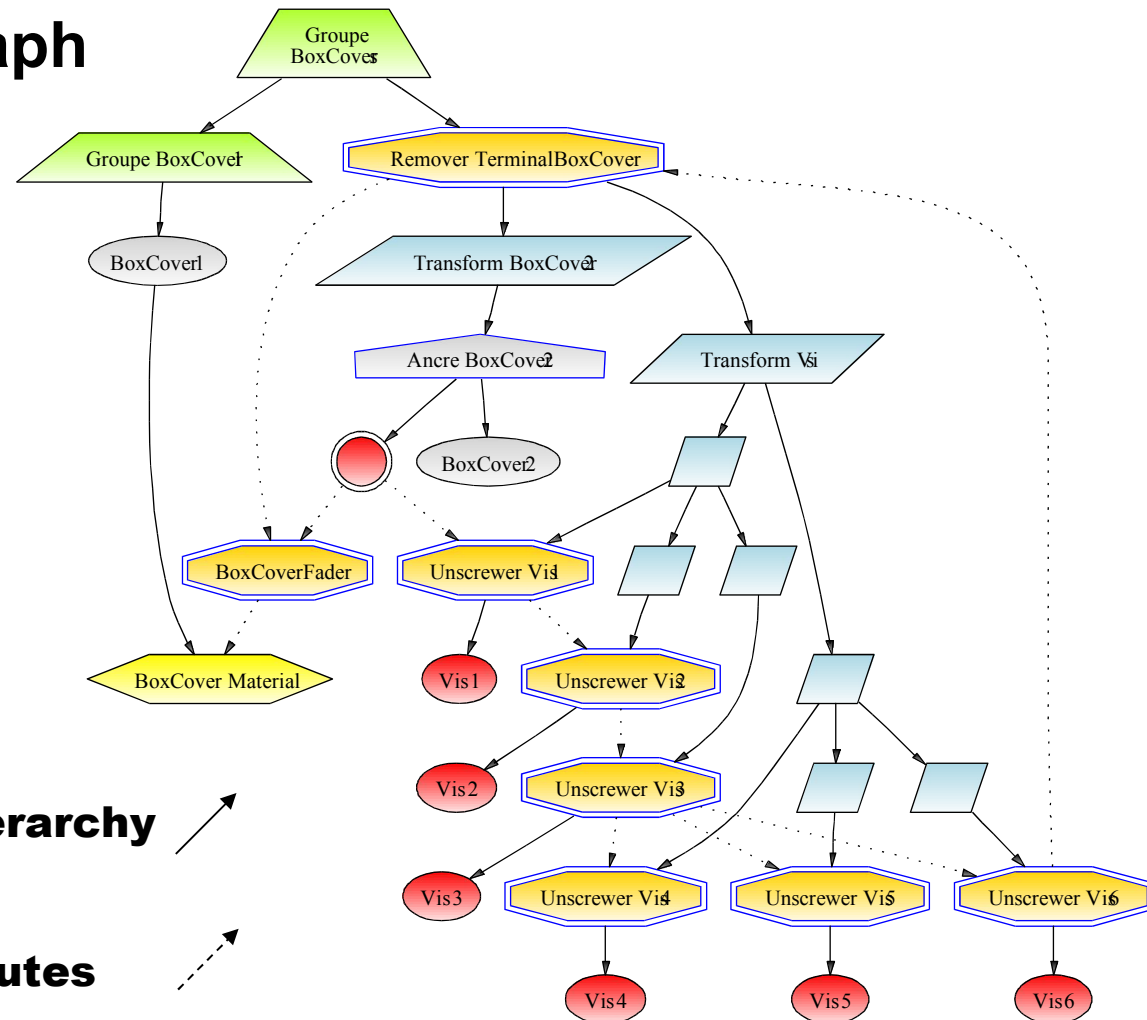 aph
Groupe
BoxCovers
Groupe BoxCover1
Remover TerminalBoxCover
BoxCover1
Transform BoxCover2
Ancre BoxCover2
Transform Vis
BoxCover2
BoxCoverFader
Unscrewer Vis1
BoxCover Material
Vis1
Unscrewer Vis2
Vis2
Unscrewer Vis3
erarchy
Vis3
Unscrewer Vis4
Unscrewer Vis5
Unscrewer Vis6
utes
Vis4
Vis5
Vis6